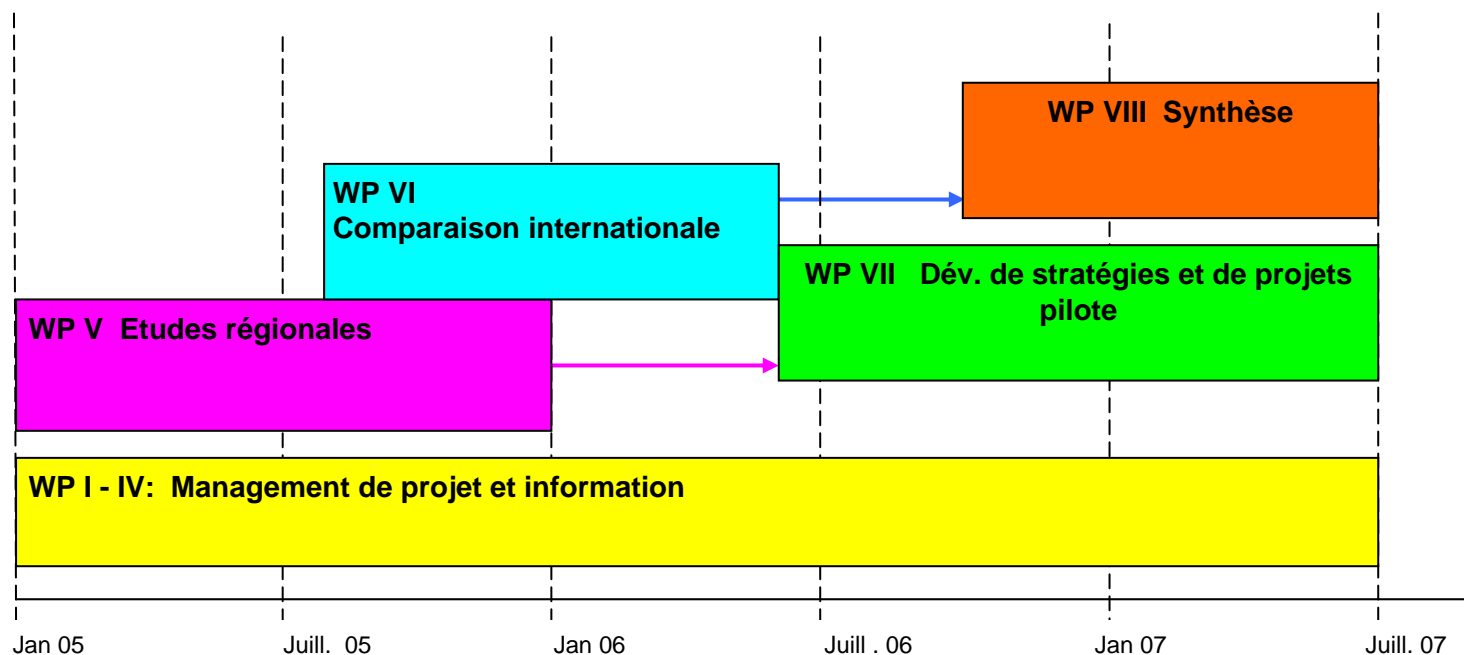 WP VIII Synthèse
WP VI
Comparaison internationale
WP VII Dév. de stratégies et de projets
pilote
WP V Etudes régionales
WP I - IV: Management de projet et information
Jan 05 Juill. 05 Jan 06 Juill . 06 Jan 07 Juill. 07